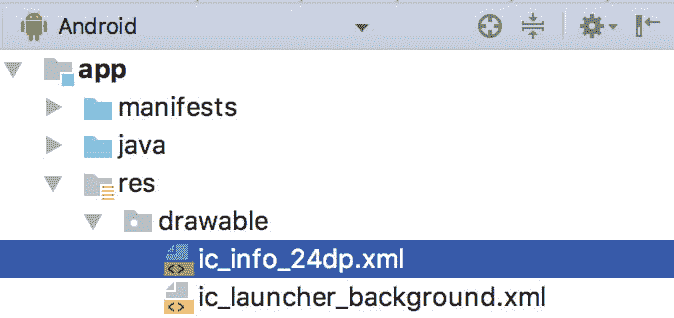 Android
app
manifests
java
res
drawable
ic_info_24dp.xml
ic_launcher_background.xml